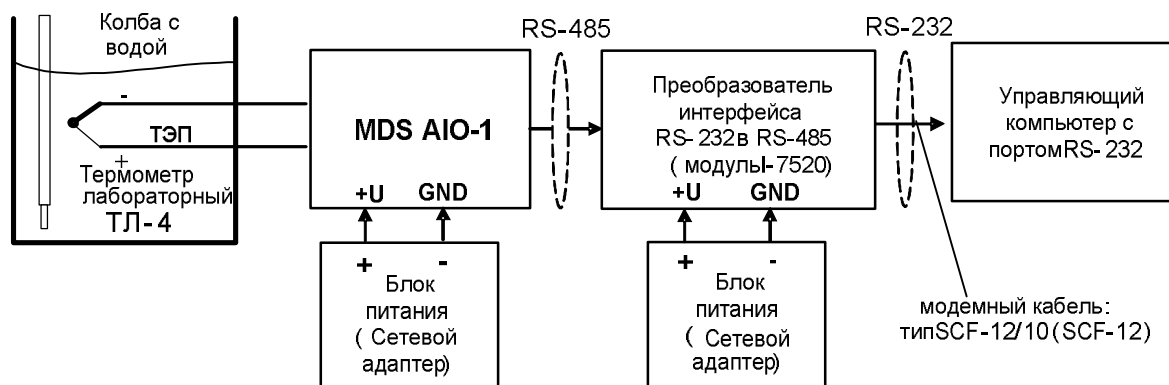 Колба с
водой
-
ТЭП
+
Термометр
лабораторный
ТЛ-4
MDS AIO-1
+U GND
+ -
Блок
питания
( Сетевой
адаптер)
RS-485
Преобразователь
интерфейса
RS-232в RS-485
( модульI-7520)
+U GND
+ -
Блок
питания
( Сетевой
адаптер)
RS-232
Управляющий
компьютер с
портомRS-232
модемный кабель:
типSCF-12/10(SCF-12)